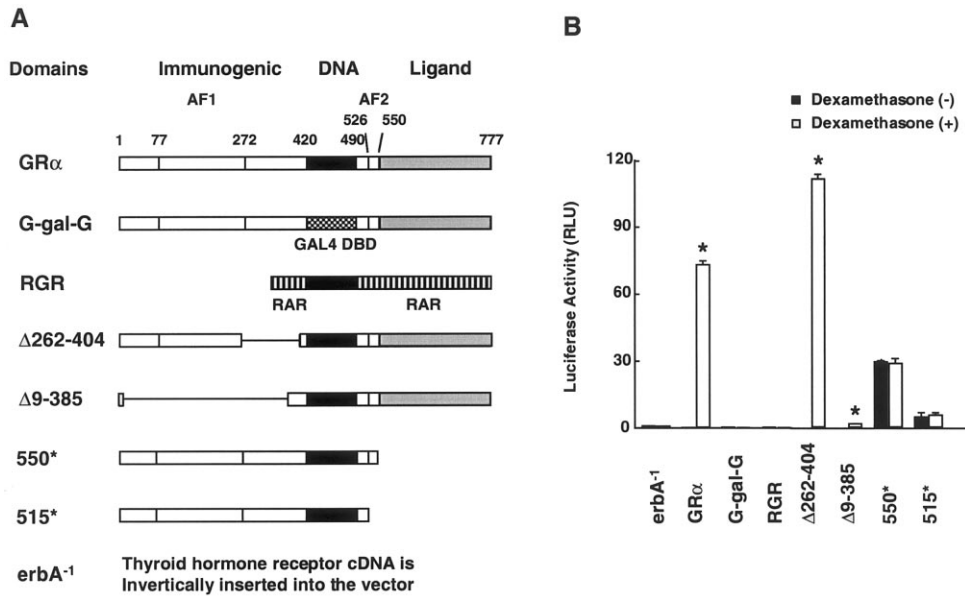 A
Domains Immunogenic DNA Ligand
AF1 AF2
526 550
1 77 272 420 490 777
GRα
G-gal-G
GAL4 DBD
RGR
RAR RAR
Δ262-404
Δ9-385
550*
515*
erbA-1 Thyroid hormone receptor cDNA is
Invertically inserted into the vector
B
Dexamethasone (-)
Dexamethasone (+)
Luciferase Activity (RLU)
120
90
60
30
0
*
*
*
erbA-1
GRα
G-gal-G
RGR
Δ262-404
Δ9-385
550*
515*